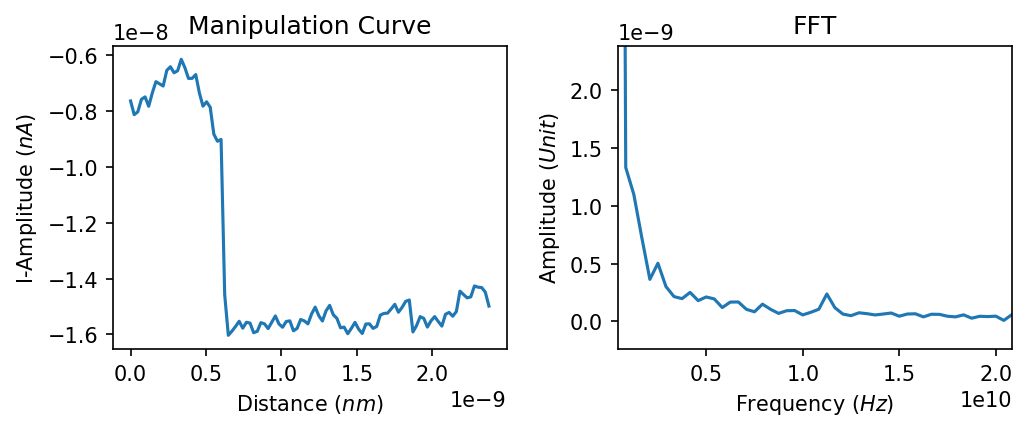 Manipulation Curve
1e−8
−0.6
−0.8
−1.0
−1.2
−1.4
−1.6
I-Amplitude (nA)
0.0 0.5 1.0 1.5 2.0
1e−9
Distance (nm)
FFT
1e−9
2.0
1.5
1.0
0.5
0.0
Amplitude (Unit)
0.5 1.0 1.5 2.0
1e10
Frequency (Hz)